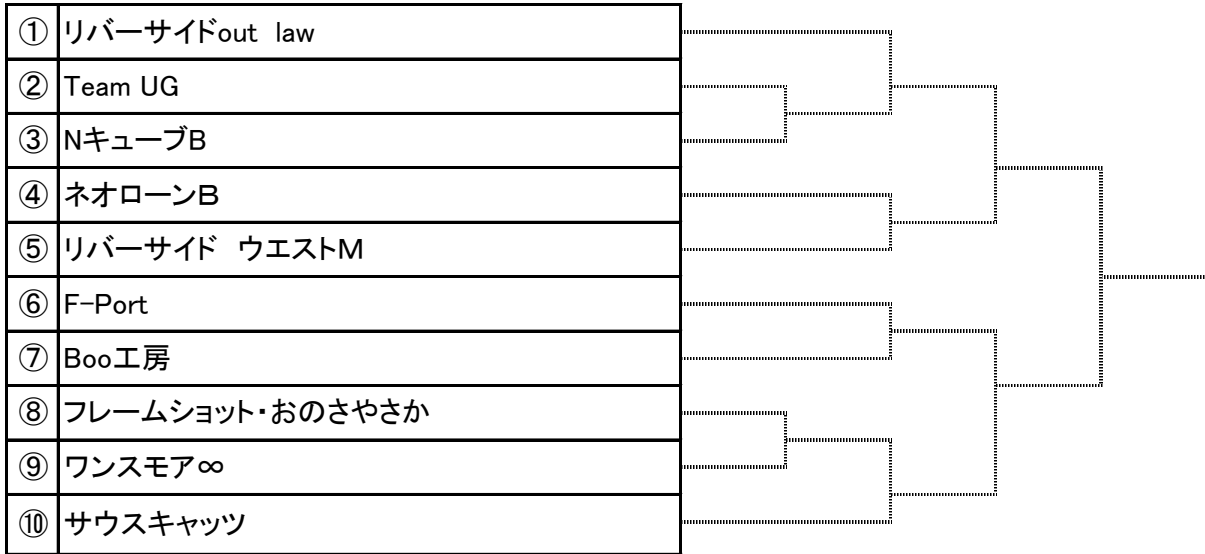 ① リバーサイドout law
② Team UG
③ NキューブB
④ ネオローンB
⑤ リバーサイド　ウエストM
⑥ F-Port
⑦ Boo工房
⑧ フレームショット・おのさやさか
⑨ ワンスモア∞
⑩ サウスキャッツ